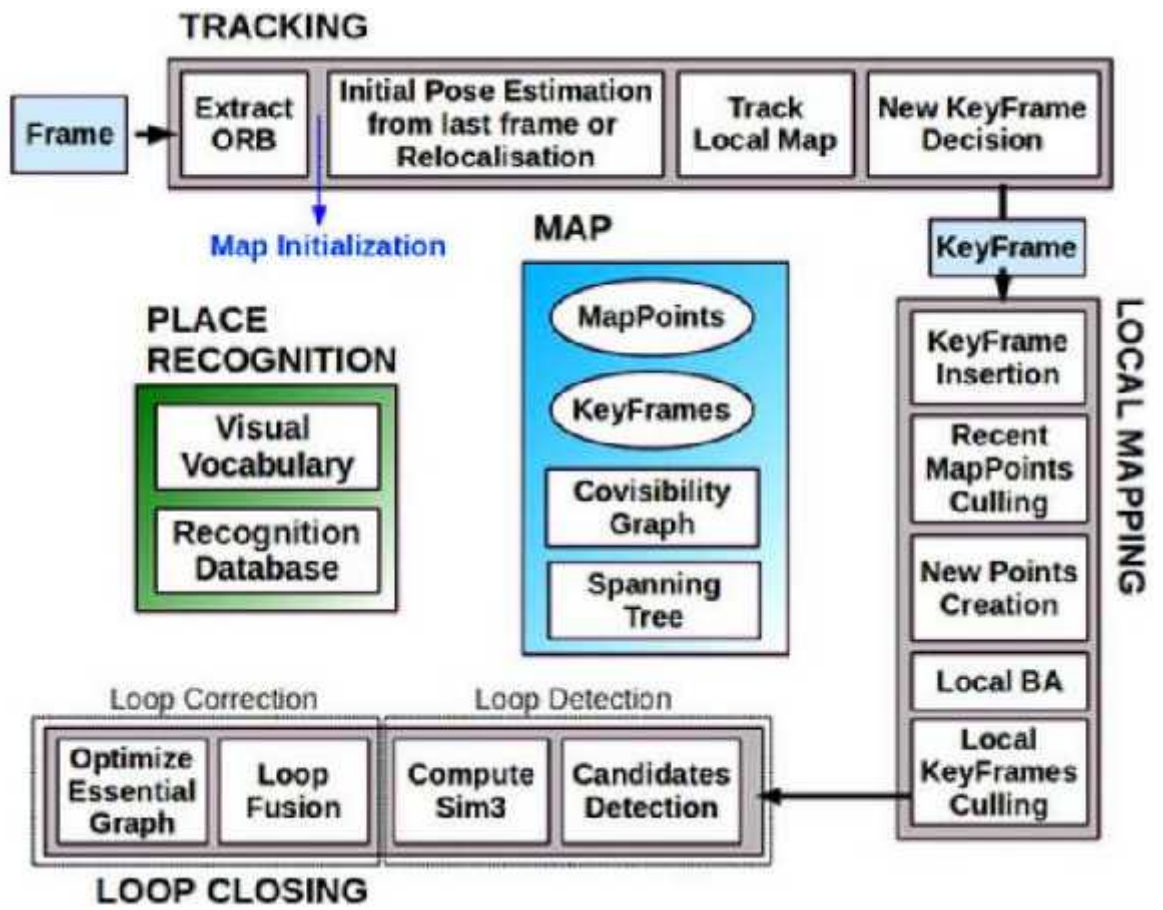 TRACKING
Frame
Extract
ORB
Initial Pose Estimation
from last frame or
Relocalisation
Track
Local Map
New KeyFrame
Decision
Map Initialization
MAP
KeyFrame
PLACE
RECOGNITION
Visual
Vocabulary
Recognition
Database
MapPoints
KeyFrames
Covisibility
Graph
Spanning
Tree
LOCAL MAPPING
KeyFrame
Insertion
Recent
MapPoints
Culling
New Points
Creation
Local BA
Local
KeyFrames
Culling
Loop Correction
Loop Detection
Optimize
Essential
Graph
Loop
Fusion
Compute
Sim3
Candidates
Detection
LOOP CLOSING